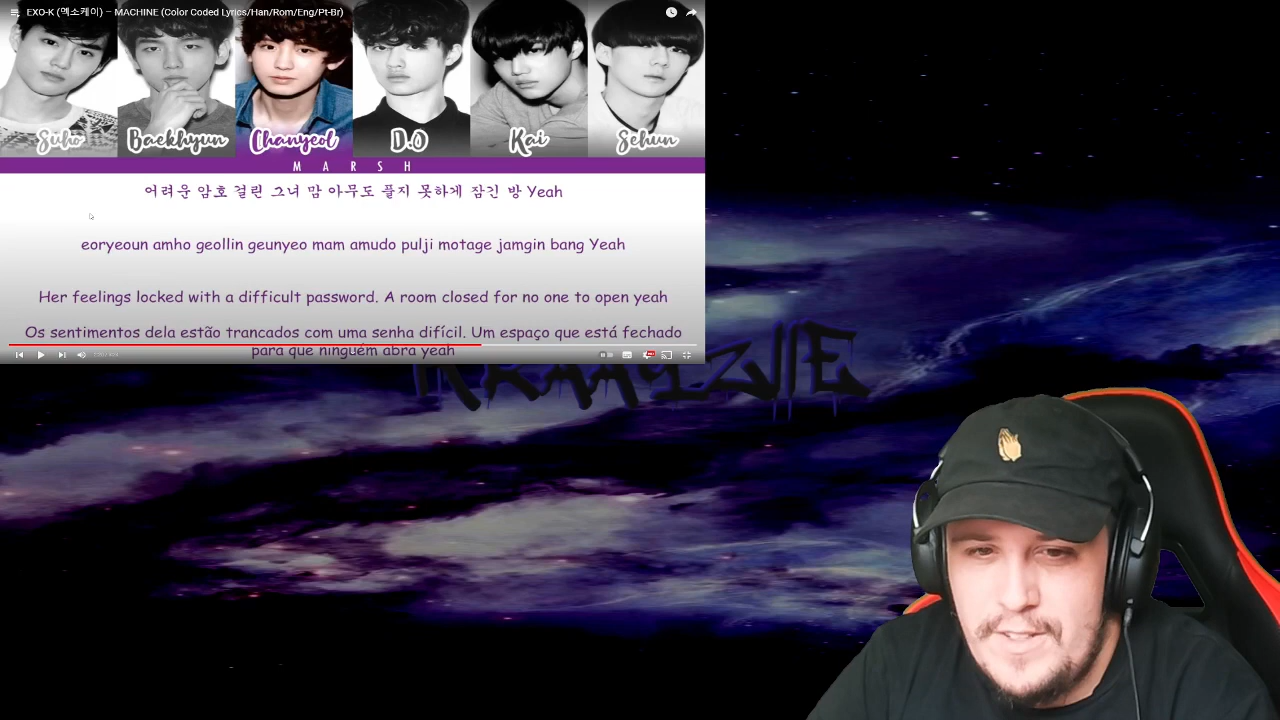 EXO-K (엑소케이) – MACHINE (Color Coded Lyrics/Han/Rom/Eng/Pt-Br)
Suho Baekhyun Chanyeol D.O Kai Sehun
MARSH
어려운 암호 걸린 그녀 맘 아무도 풀지 못하게 잠긴 방 Yeah
eoryeoun amho geollin geunyeo mam amudo pulji motage jamgin bang Yeah
Her feelings locked with a difficult password. A room closed for no one to open yeah
Os sentimentos dela estão trancados com uma senha difícil. Um espaço que está fechado
para que ninguém abra yeah